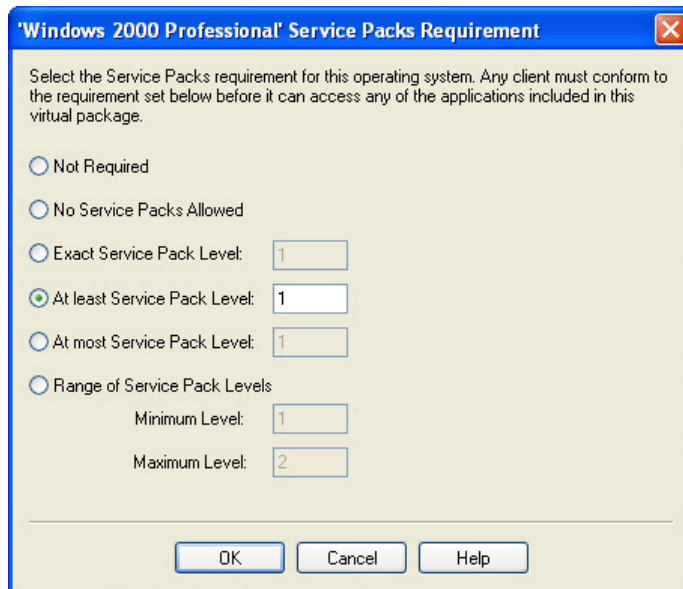 'Windows 2000 Professional' Service Packs Requirement
Select the Service Packs requirement for this operating system. Any client must conform to
the requirement set below before it can access any of the applications included in this
virtual package.
Not Required
No Service Packs Allowed
Exact Service Pack Level: 1
At least Service Pack Level: 1
At most Service Pack Level: 1
Range of Service Pack Levels
Minimum Level: 1
Maximum Level: 2
OK Cancel Help